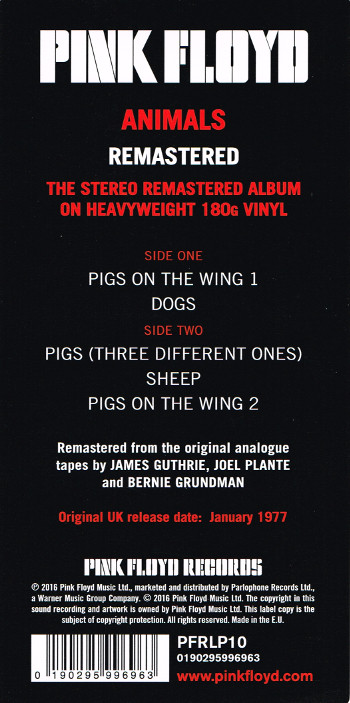 PINK FLOYD
ANIMALS
REMASTERED
THE STEREO REMASTERED ALBUM
ON HEAVYWEIGHT 180G VINYL
SIDE ONE
PIGS ON THE WING 1
DOGS
SIDE TWO
PIGS (THREE DIFFERENT ONES)
SHEEP
PIGS ON THE WING 2
Remastered from the original analogue
tapes by JAMES GUTHRIE, JOEL PLANTE
and BERNIE GRUNDMAN
Original UK release date: January 1977
PINK FLOYD RECORDS
℗ 2016 Pink Floyd Music Ltd., marketed and distributed by Parlophone Records Ltd.,
a Warner Music Group Company. © 2016 Pink Floyd Music Ltd. The copyright in this
sound recording and artwork is owned by Pink Floyd Music Ltd. This label copy is the
subject of copyright protection. All rights reserved. Made in the E.U.
PFRLP10
0190295996963
0 190295 996963
www.pinkfloyd.com